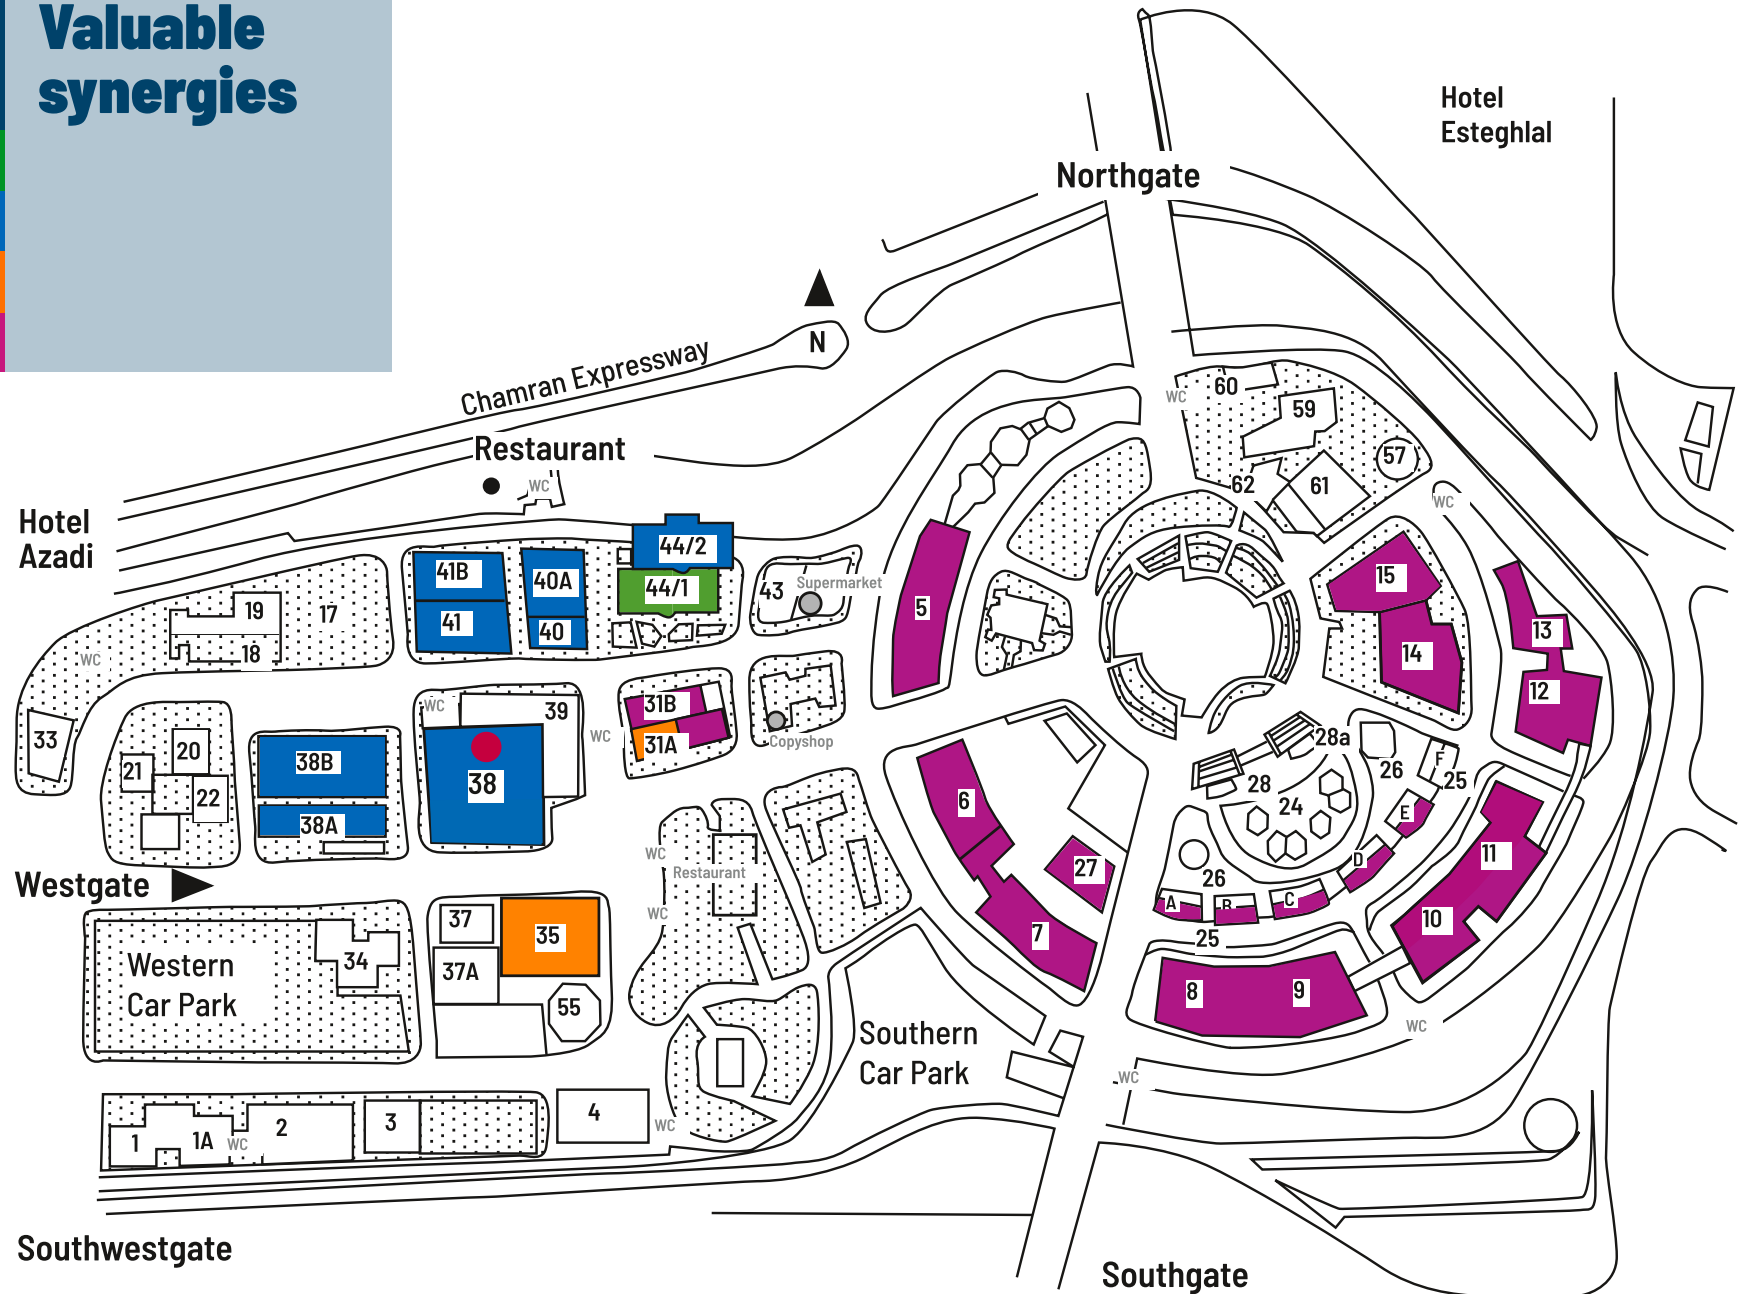 Valuable
synergies
Hotel
Esteghlal
Northgate
N
Chamran Expressway
Restaurant
WC
Hotel
Azadi
WC
60
59
57
62
61
WC
44/2
41B
40A
44/1
43
Supermarket
41
40
19
17
18
WC
5
15
14
13
12
33
20
21
22
38B
38A
WC
39
38
WC
31B
31A
Copyshop
28a
28
24
26
F
25
E
D
26
A
B
C
25
6
27
7
11
10
8
9
WC
WC
Restaurant
WC
Westgate
37
35
37A
55
34
Western
Car Park
Southern
Car Park
WC
1
1A
WC
2
3
4
WC
Southwestgate
Southgate